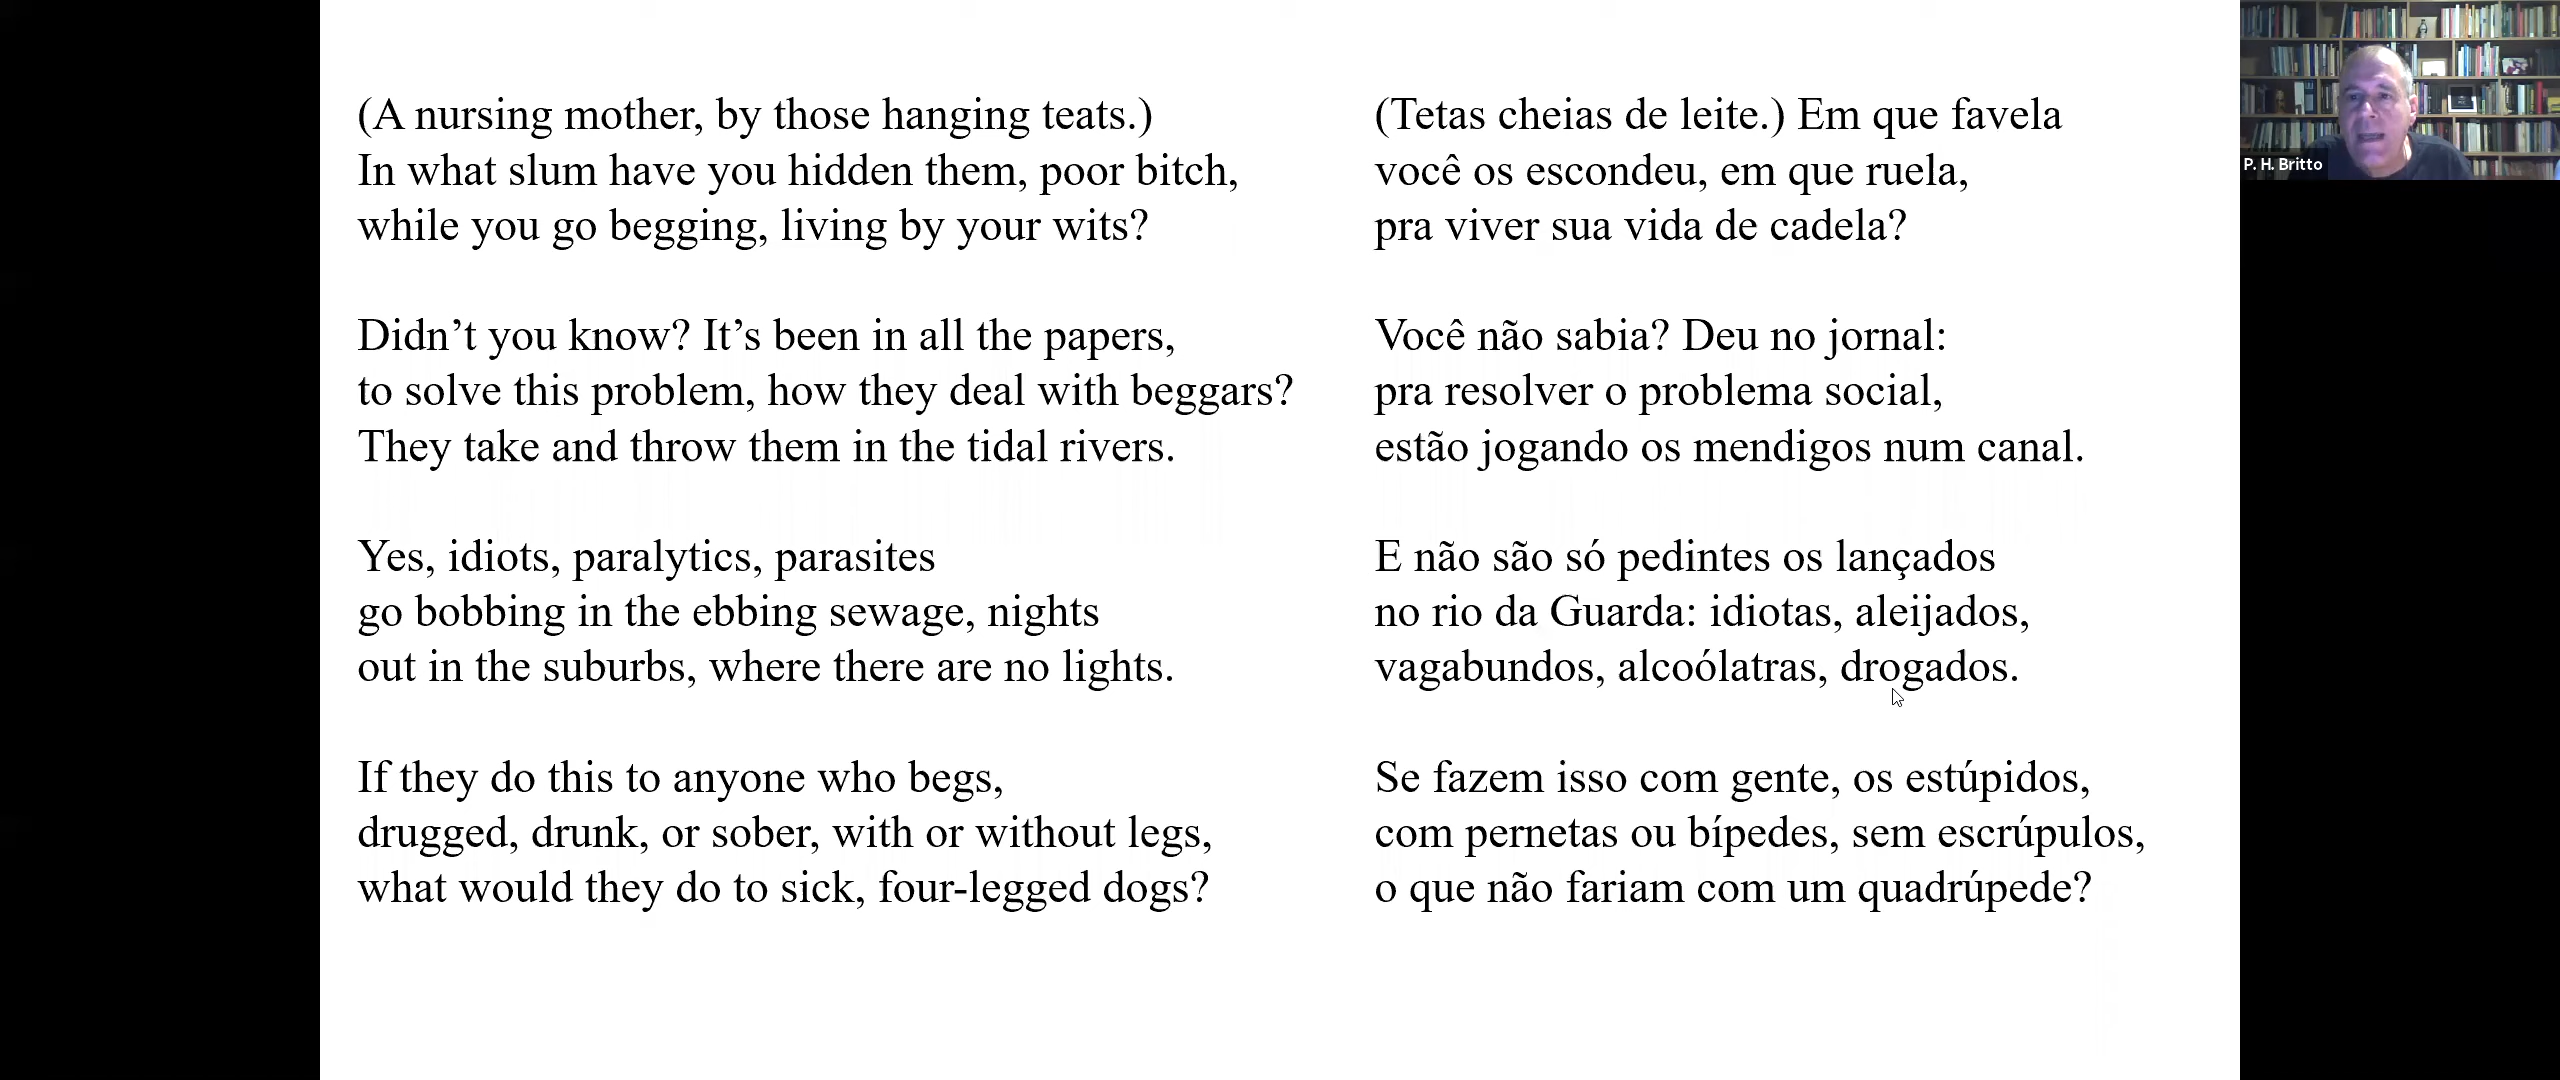 (A nursing mother, by those hanging teats.)
In what slum have you hidden them, poor bitch,
while you go begging, living by your wits?
Didn’t you know? It’s been in all the papers,
to solve this problem, how they deal with beggars?
They take and throw them in the tidal rivers.
Yes, idiots, paralytics, parasites
go bobbing in the ebbing sewage, nights
out in the suburbs, where there are no lights.
If they do this to anyone who begs,
drugged, drunk, or sober, with or without legs,
what would they do to sick, four-legged dogs?
(Tetas cheias de leite.) Em que favela
você os escondeu, em que ruela,
pra viver sua vida de cadela?
Você não sabia? Deu no jornal:
pra resolver o problema social,
estão jogando os mendigos num canal.
E não são só pedintes os lançados
no rio da Guarda: idiotas, aleijados,
vagabundos, alcoólatras, drogados.
Se fazem isso com gente, os estúpidos,
com pernetas ou bípedes, sem escrúpulos,
o que não fariam com um quadrúpede?
P. H. Britto